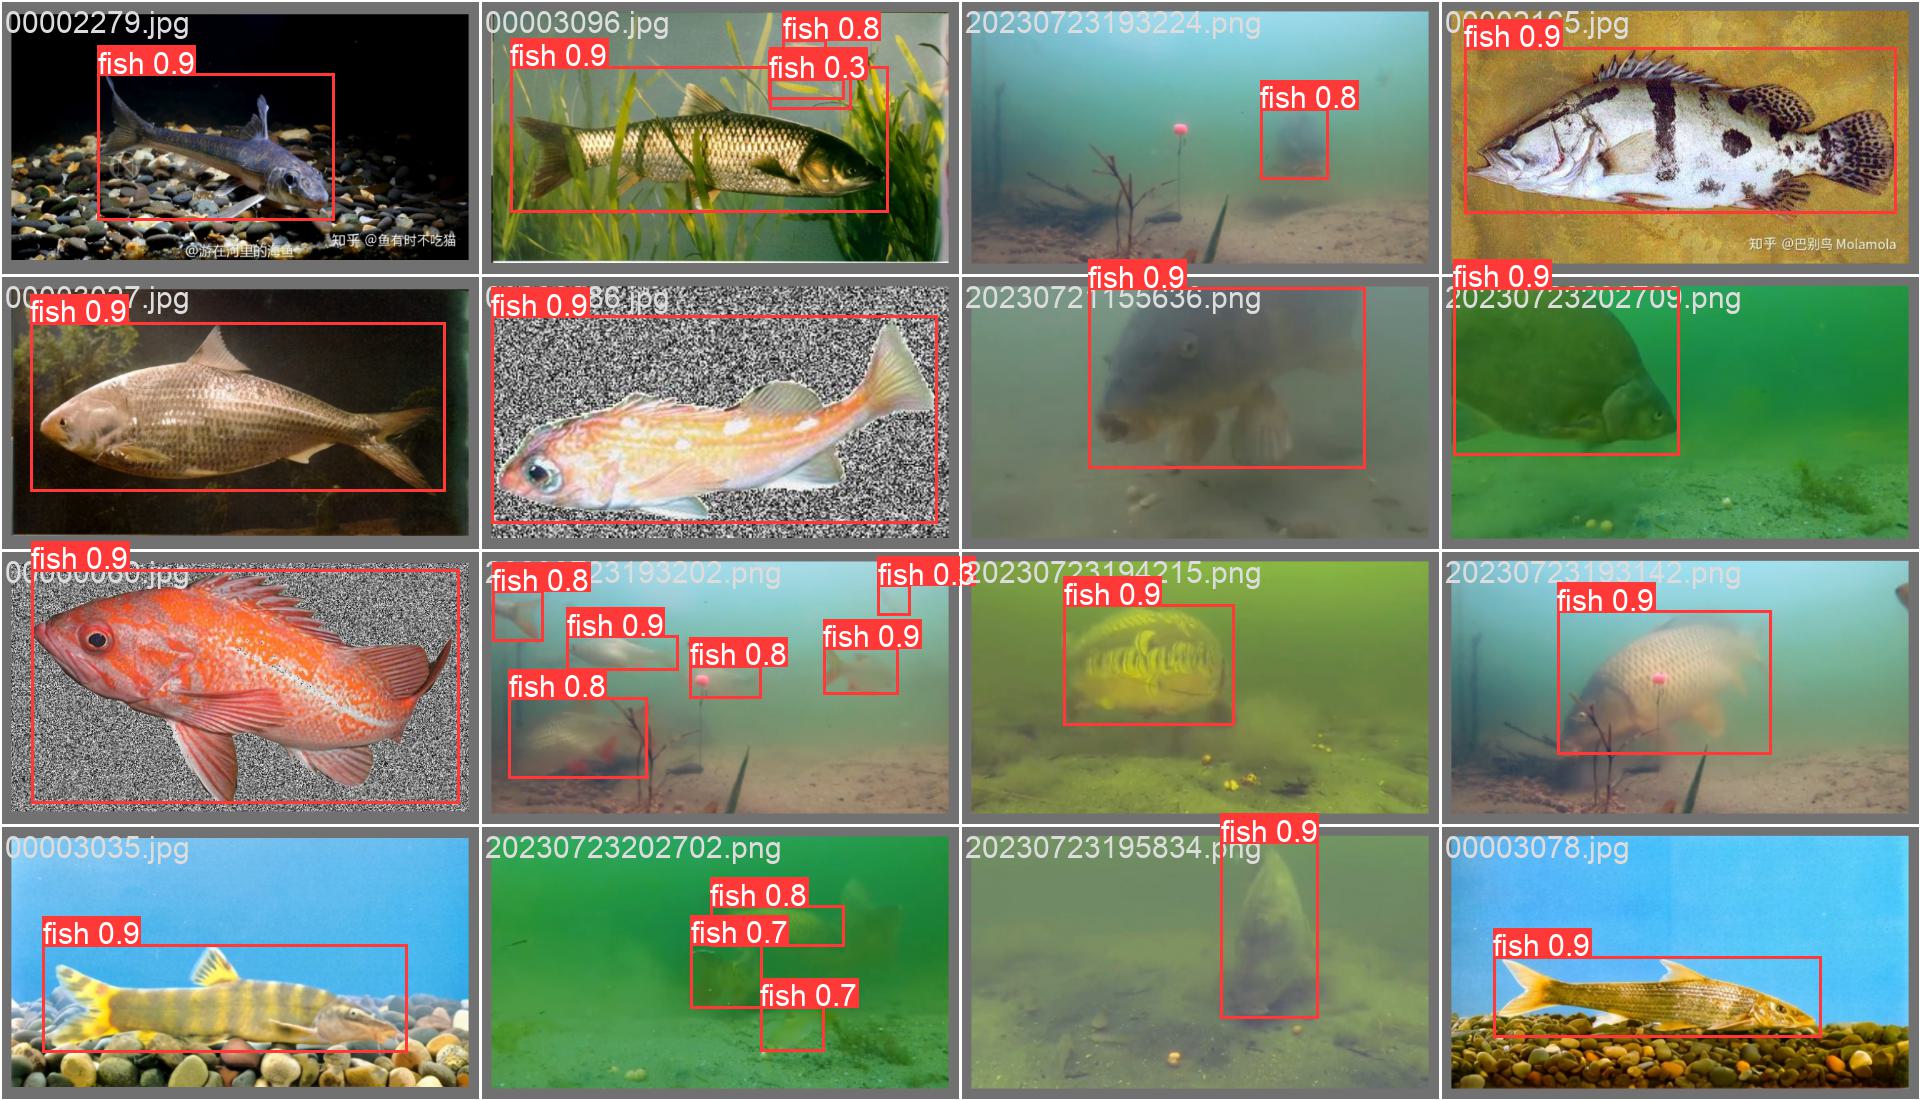 00002279.jpg
fish 0.9
@游在河里的海鱼
知乎 @鱼有时不吃猫
00003096.jpg
fish 0.8
fish 0.9
fish 0.3
20230723193224.png
fish 0.8
fish 0.9
知乎 @巴别鸟 Molamola
fish 0.9
fish 0.9
20230721155636.png
fish 0.9
20230723202709.png
fish 0.9
fish 0.9
fish 0.8
fish 0.9
fish 0.8
fish 0.9
fish 0.8
20230723194215.png
fish 0.9
20230723193142.png
fish 0.9
00003035.jpg
fish 0.9
20230723202702.png
fish 0.8
fish 0.7
fish 0.7
20230723195834.png
fish 0.9
00003078.jpg
fish 0.9